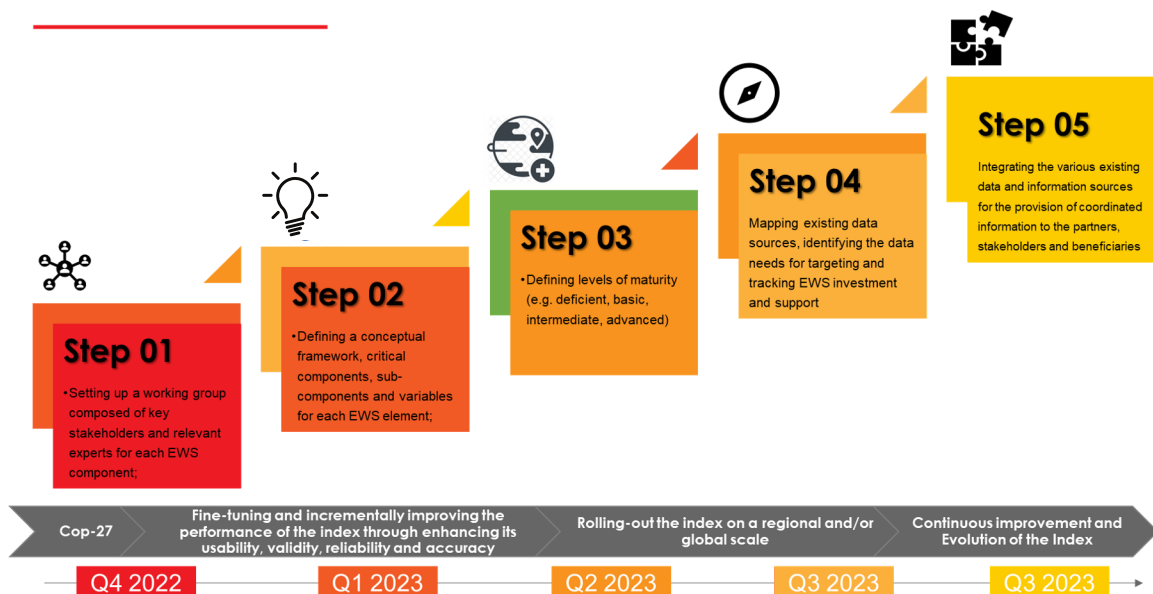 Step 01
•Setting up a working group
composed of key
stakeholders and relevant
experts for each EWS
component;
Step 02
•Defining a conceptual
framework, critical
components, sub-
components and variables
for each EWS element;
Step 03
•Defining levels of maturity
(e.g. deficient, basic,
intermediate, advanced)
Step 04
Mapping existing data
sources, identifying the data
needs for targeting and
tracking EWS investment
and support
Step 05
Integrating the various existing
data and information sources
for the provision of coordinated
information to the partners,
stakeholders and beneficiaries
Cop-27
Fine-tuning and incrementally improving the
performance of the index through enhancing its
usability, validity, reliability and accuracy
Rolling-out the index on a regional and/or
global scale
Continuous improvement and
Evolution of the Index
Q4 2022
Q1 2023
Q2 2023
Q3 2023
Q3 2023